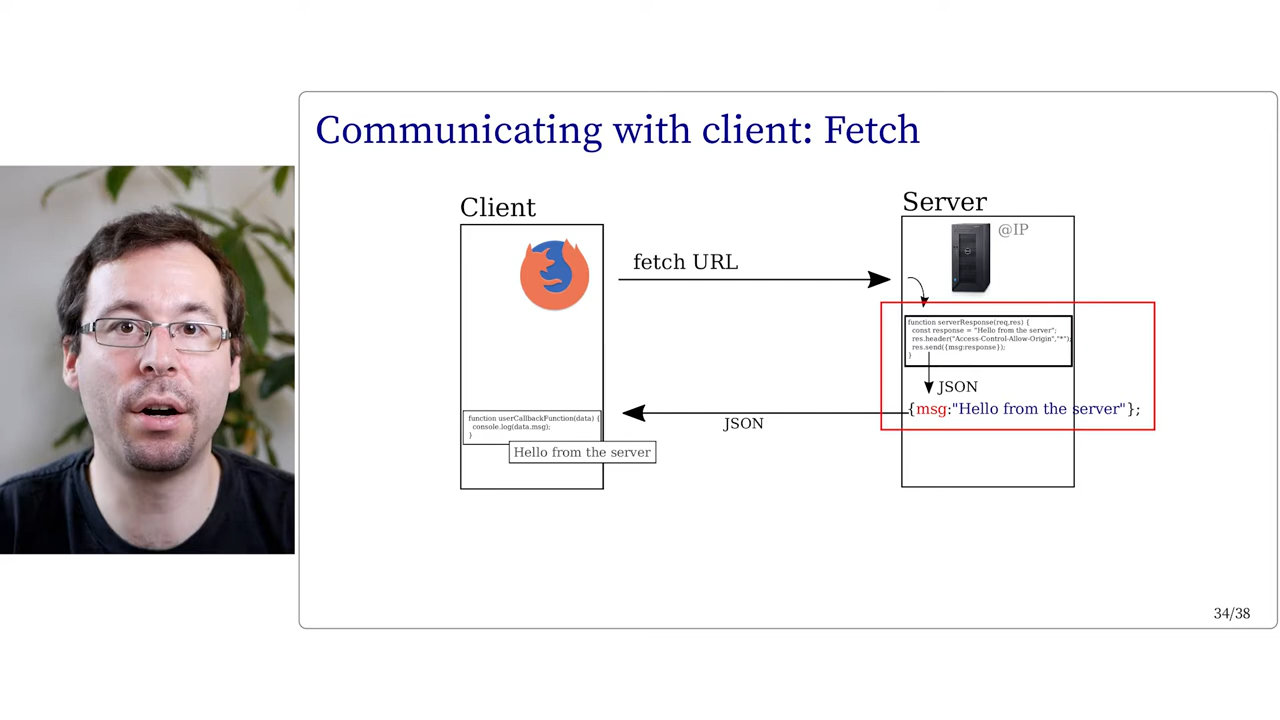 Communicating with client: Fetch
Client
Server
@IP
fetch URL
function serverResponse(req,res) {
const response = "Hello from the server";
res.header("Access-Control-Allow-Origin","*");
res.send({msg:response});
}
JSON
{msg:"Hello from the server"};
JSON
function userCallbackFunction(data) {
console.log(data.msg);
}
Hello from the server
34/38